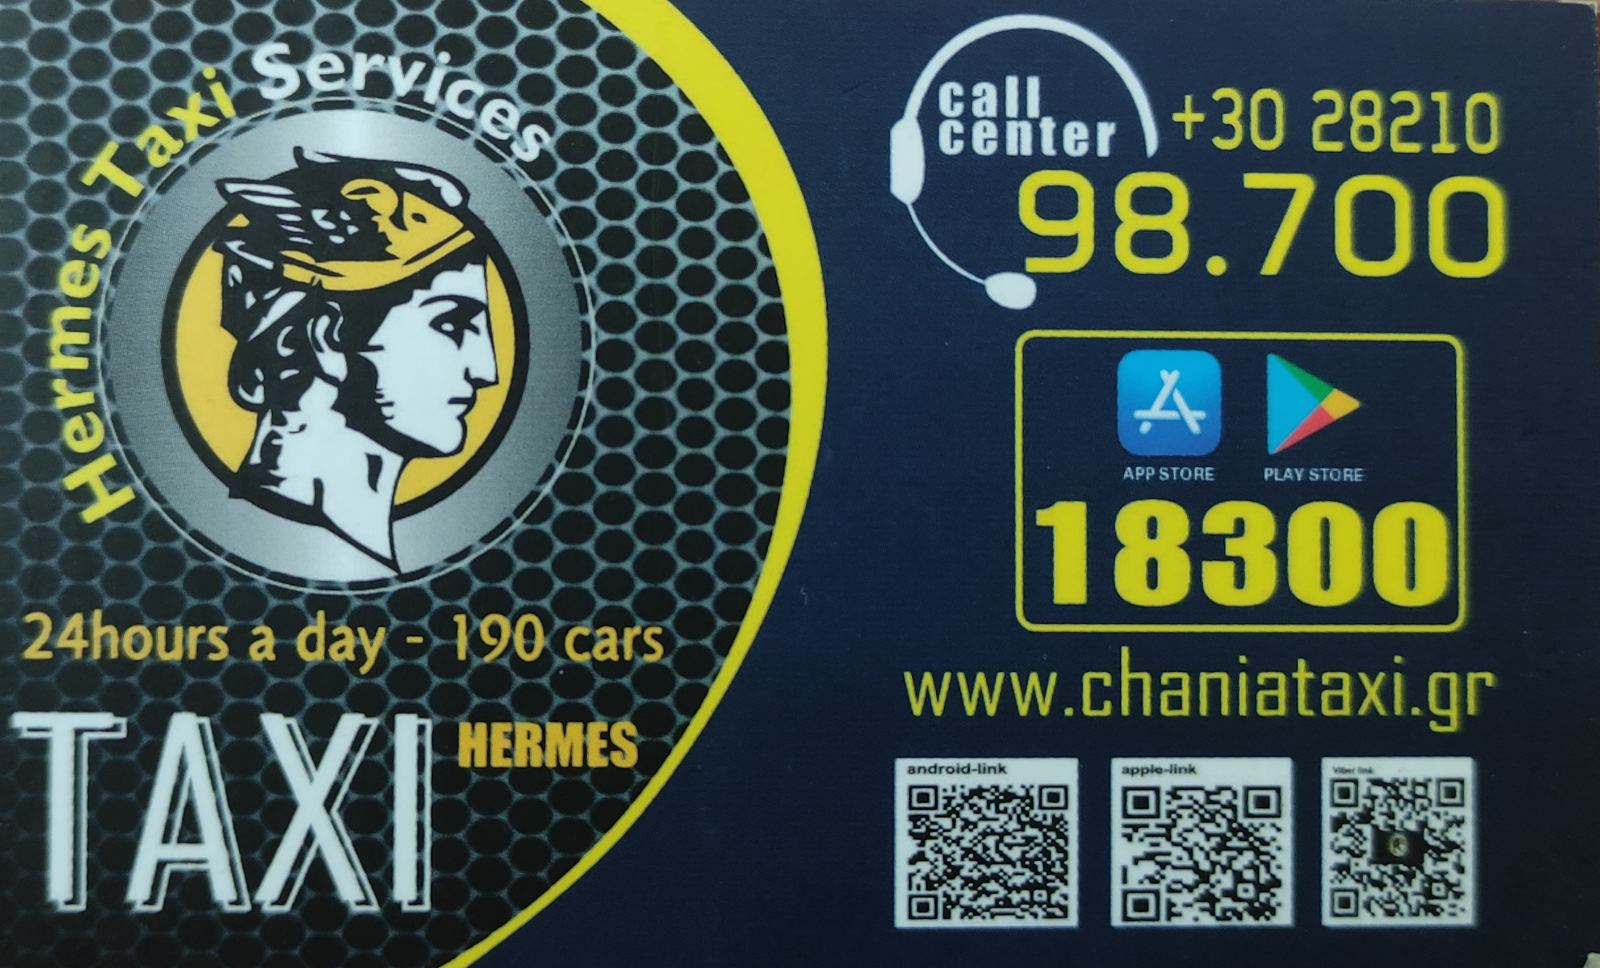 Hermes Taxi Services
24hours a day - 190 cars
TAXI HERMES
call
center
+30 28210
98.700
APP STORE PLAY STORE
18300
www.chaniataxi.gr
android-link apple-link Viber link